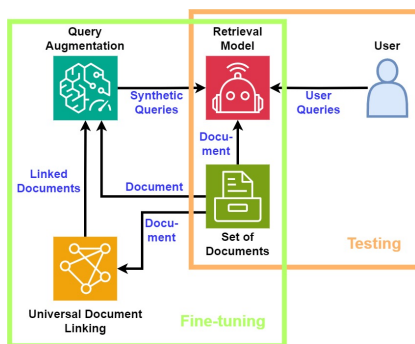 Query
Augmentation
Retrieval
Model
User
Synthetic
Queries
User
Queries
Docu-
ment
Linked
Documents
Document
Docu-
ment
Set of
Documents
Testing
Universal Document
Linking
Fine-tuning